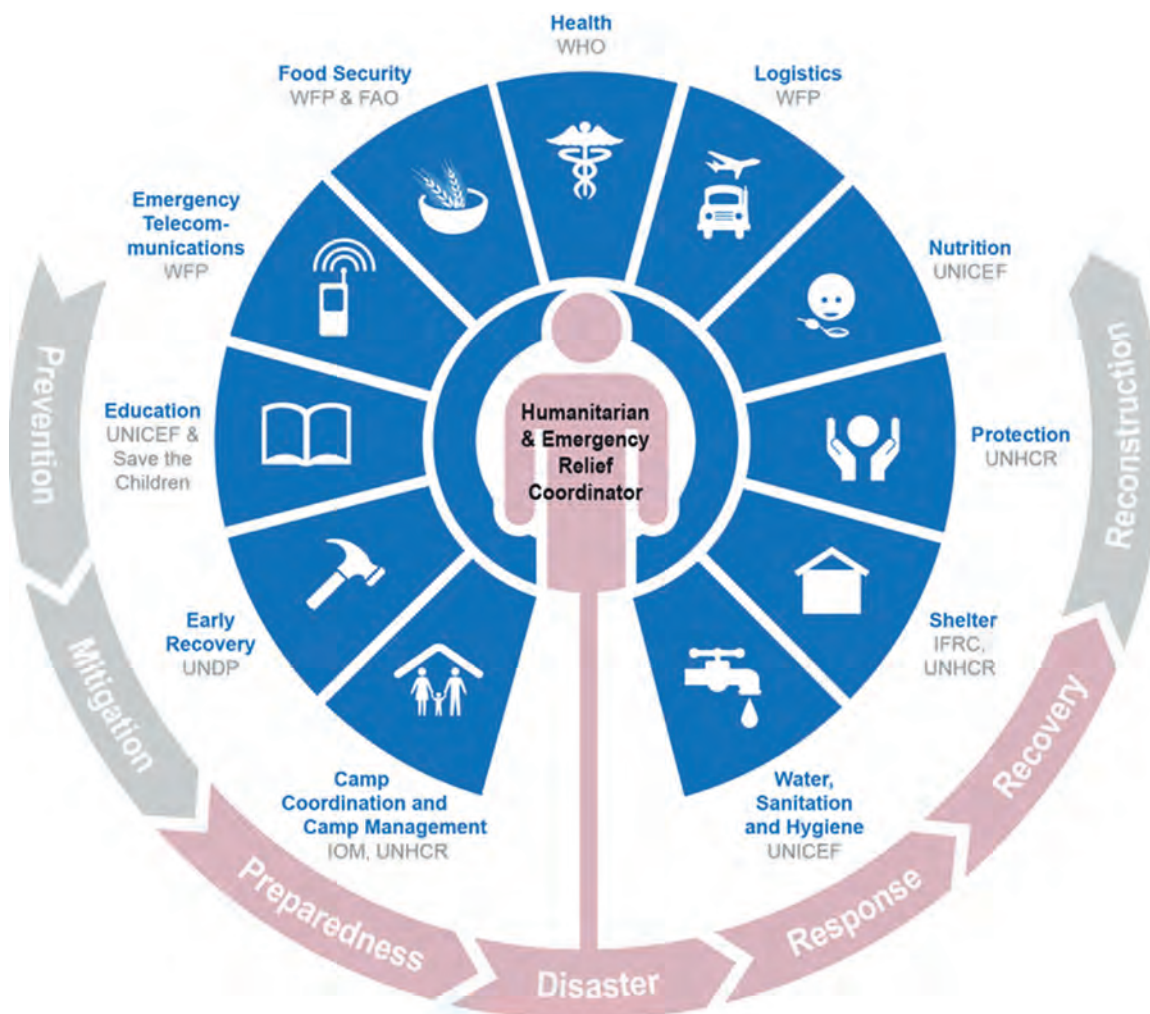 Health
WHO
Food Security
WFP & FAO
Logistics
WFP
Emergency
Telecom-
munications
WFP
Nutrition
UNICEF
Education
UNICEF &
Save the
Children
Humanitarian
& Emergency
Relief
Coordinator
Protection
UNHCR
Early
Recovery
UNDP
Shelter
IFRC,
UNHCR
Camp
Coordination and
Camp Management
IOM, UNHCR
Water,
Sanitation
and Hygiene
UNICEF
Prevention
Mitigation
Preparedness
Disaster
Response
Recovery
Reconstruction